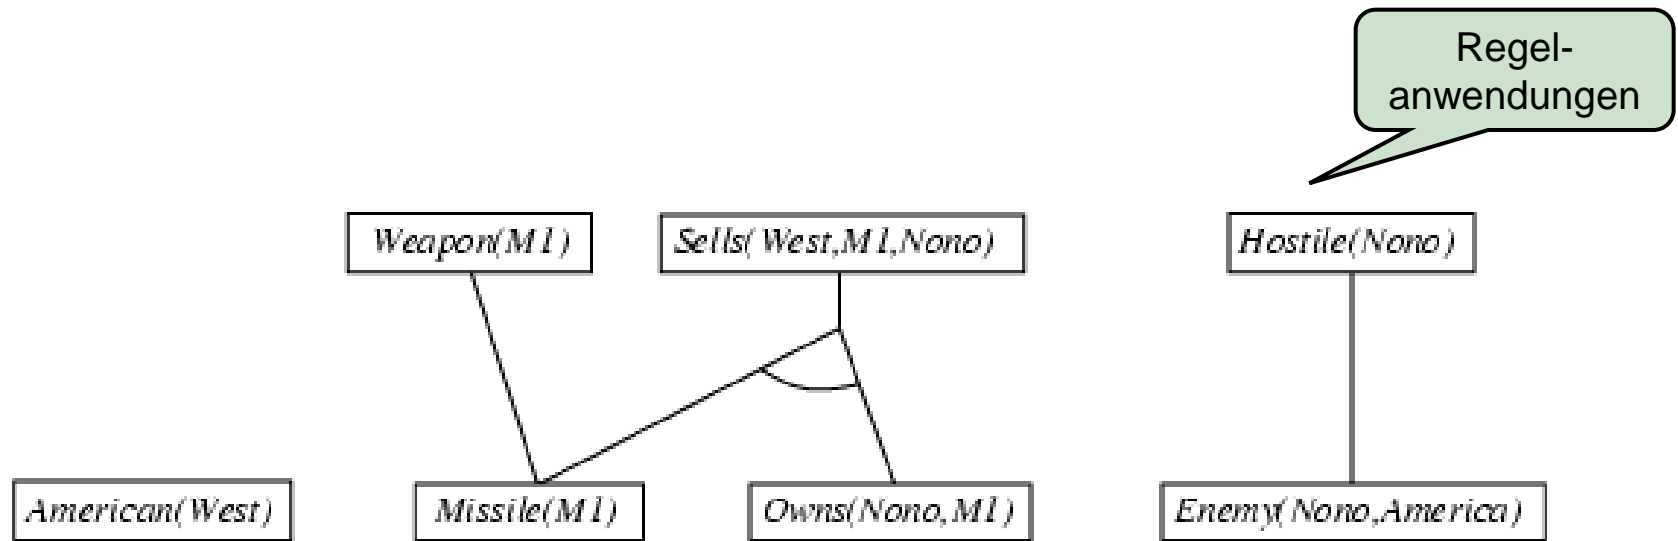 Regel-
anwendungen
Weapon(M1)
Sells(West,M1,Nono)
Hostile(Nono)
American(West)
Missile(M1)
Owns(Nono,M1)
Enemy(Nono,America)